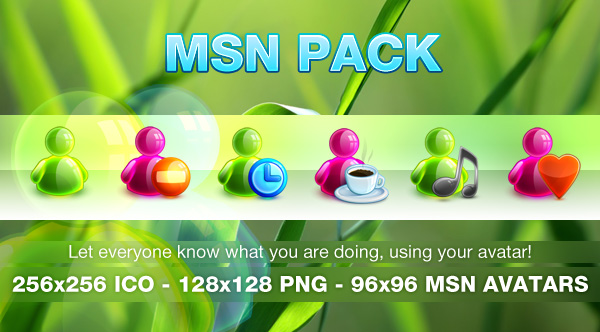 MSN PACK
Let everyone know what you are doing, using your avatar!
256x256 ICO - 128x128 PNG - 96x96 MSN AVATARS